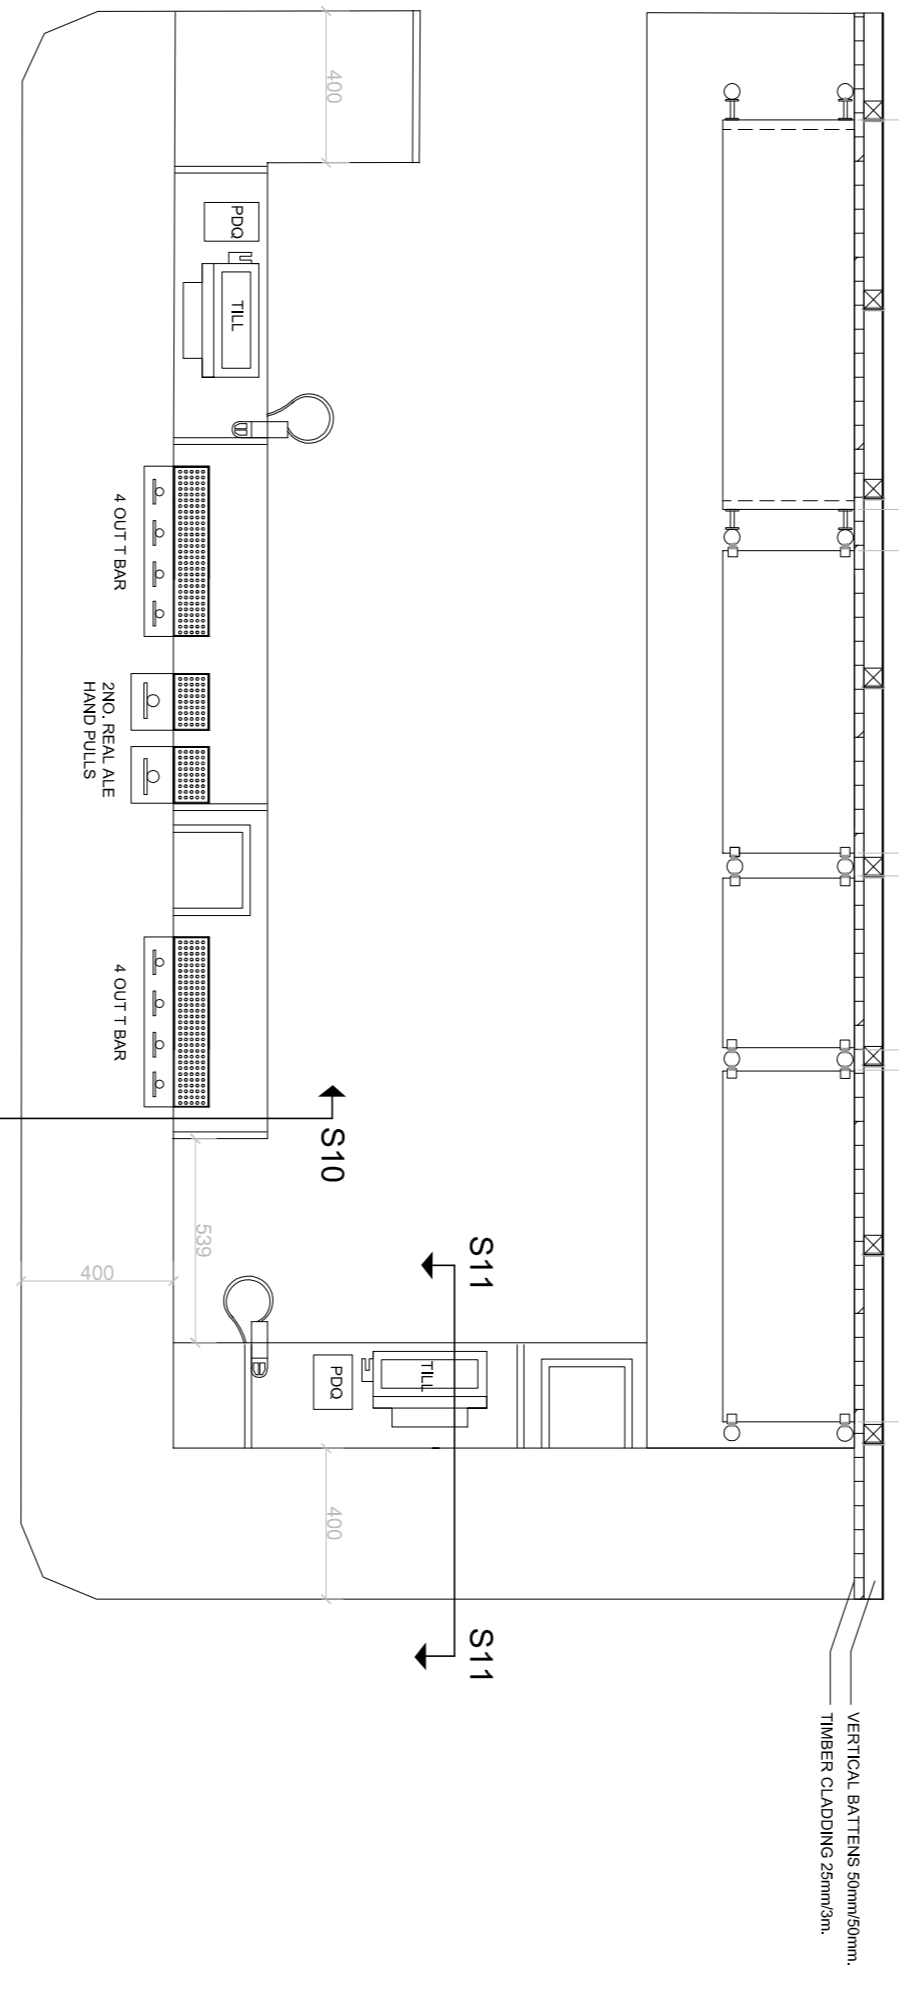 400
PDQ
TILL
4 OUT T BAR
2NO. REAL ALE
HAND PULLS
4 OUT T BAR
S10
539
400
S11
PDQ
TILL
400
S11
VERTICAL BATTENS 50mm/50mm.
TIMBER CLADDING 25mm/3m.